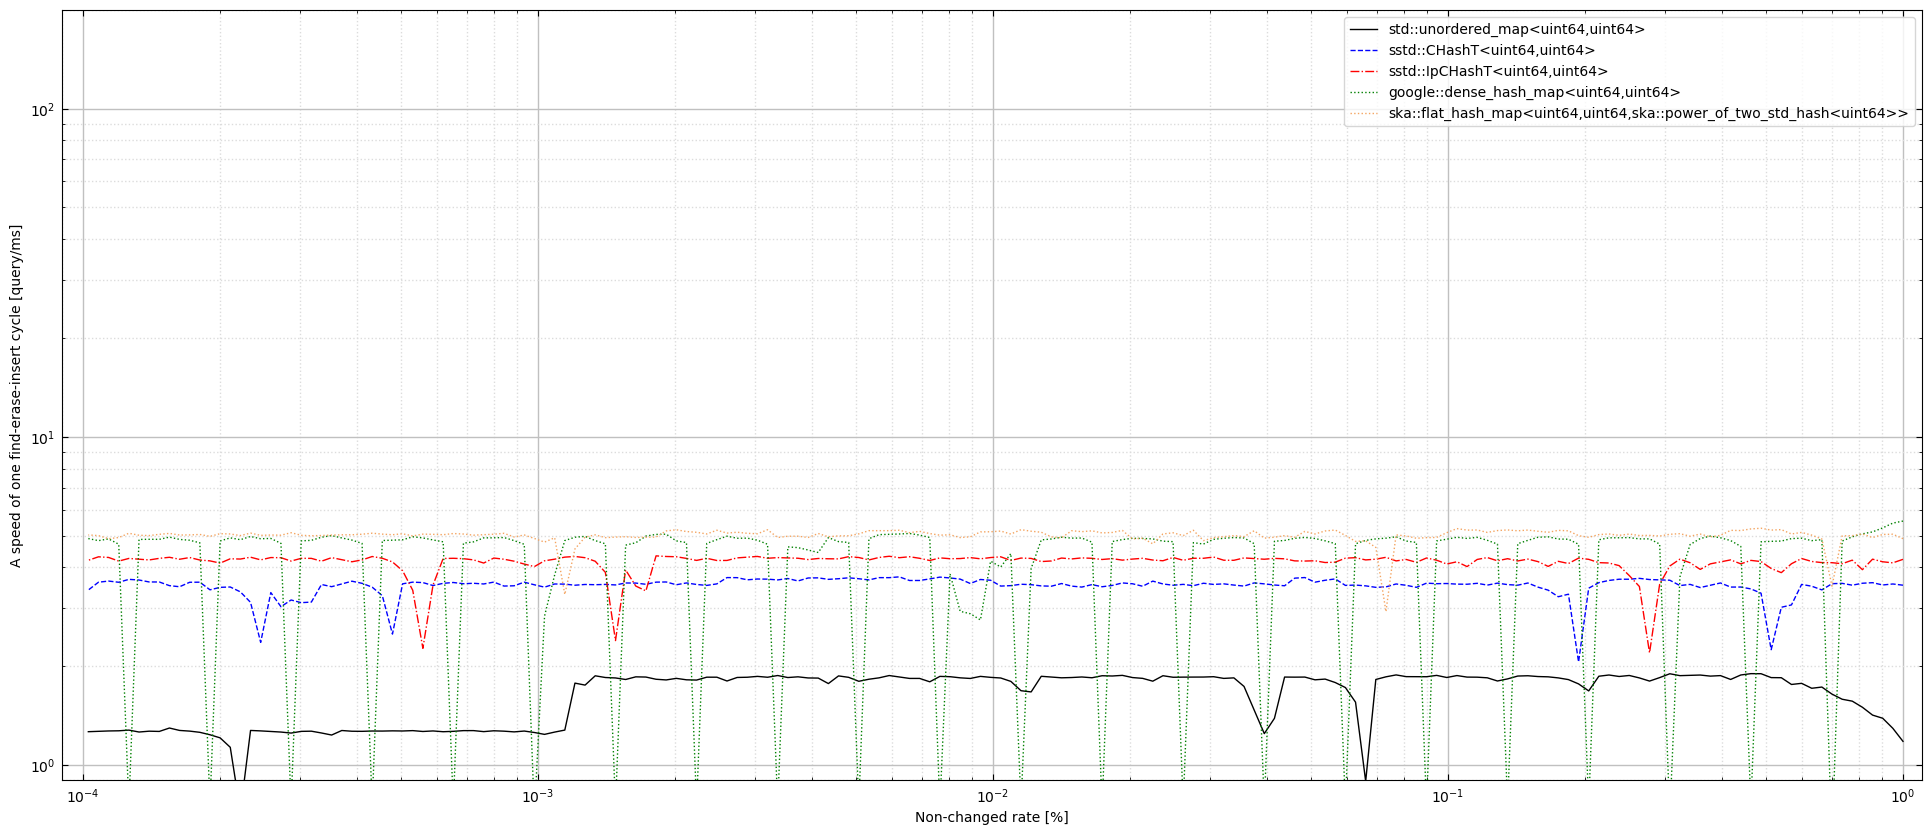 std::unordered_map<uint64,uint64>
sstd::CHashT<uint64,uint64>
sstd::IpCHashT<uint64,uint64>
google::dense_hash_map<uint64,uint64>
ska::flat_hash_map<uint64,uint64,ska::power_of_two_std_hash<uint64>>
A speed of one find-erase-insert cycle [query/ms]
10²
10¹
10⁰
10⁻⁴
10⁻³
10⁻²
10⁻¹
10⁰
Non-changed rate [%]